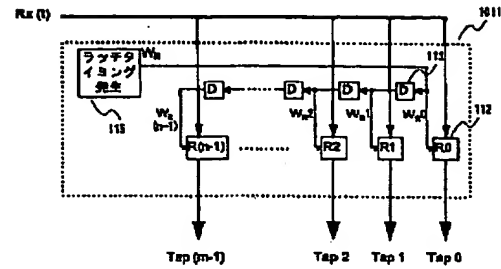 Rx (t)
1011
ラッチタ
イミング
発生
WR
115
113
D
D
D
D
WR
(n-1)
WR2
WR1
WR0
112
R(n-1)
R2
R1
R0
Tap (m-1)
Tap 2
Tap 1
Tap 0